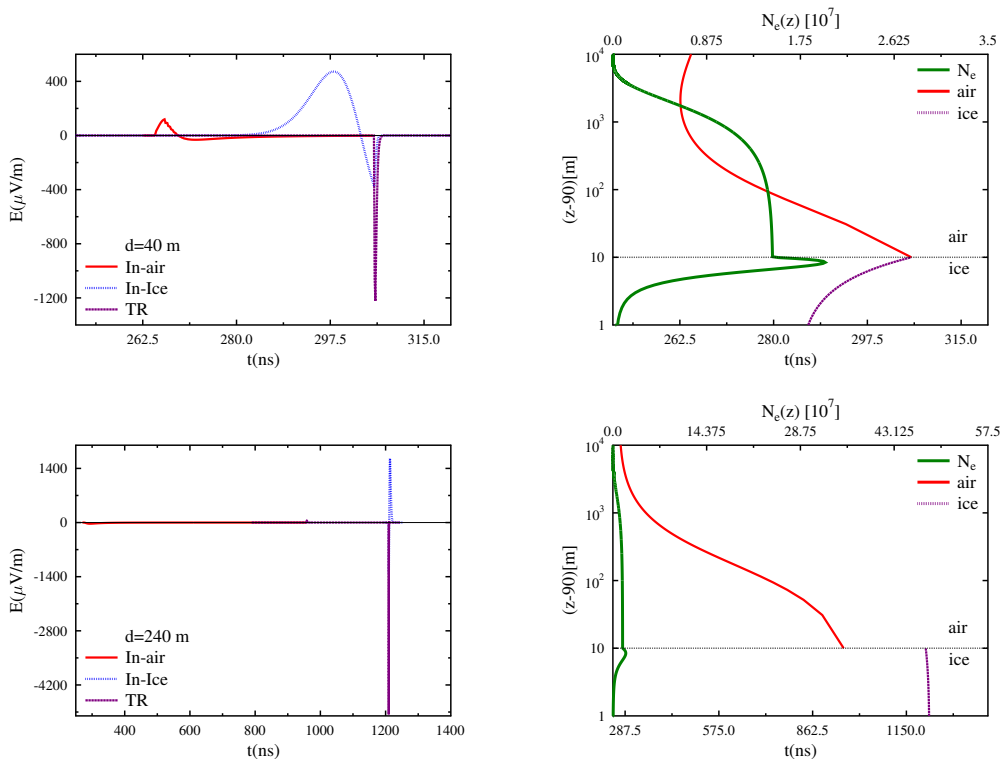 400
0
-400
-800
-1200
E(μV/m)
d=40 m
In-air
In-Ice
TR
262.5 280.0 297.5 315.0
t(ns)
N_e(z) [10^7]
0.0 0.875 1.75 2.625 3.5
10^4
10^3
10^2
10
1
(z-90)[m]
N_e
air
ice
air
ice
262.5 280.0 297.5 315.0
t(ns)
1400
0
-1400
-2800
-4200
E(μV/m)
d=240 m
In-air
In-Ice
TR
400 600 800 1000 1200 1400
t(ns)
N_e(z) [10^7]
0.0 14.375 28.75 43.125 57.5
10^4
10^3
10^2
10
1
(z-90)[m]
N_e
air
ice
air
ice
287.5 575.0 862.5 1150.0
t(ns)